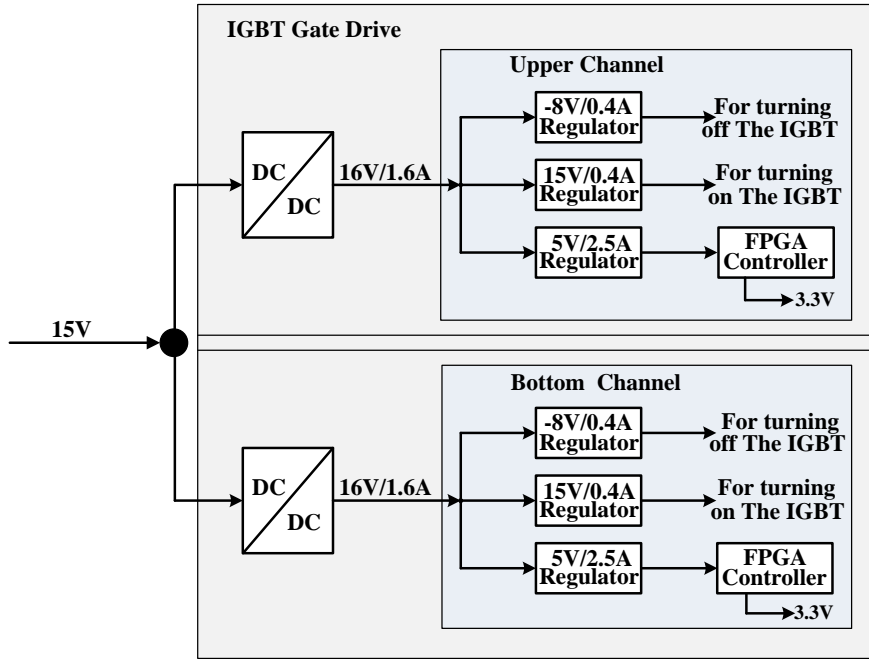 IGBT Gate Drive
Upper Channel
-8V/0.4A
Regulator
For turning
off The IGBT
DC
DC
16V/1.6A
15V/0.4A
Regulator
For turning
on The IGBT
5V/2.5A
Regulator
FPGA
Controller
3.3V
15V
Bottom Channel
-8V/0.4A
Regulator
For turning
off The IGBT
DC
DC
16V/1.6A
15V/0.4A
Regulator
For turning
on The IGBT
5V/2.5A
Regulator
FPGA
Controller
3.3V